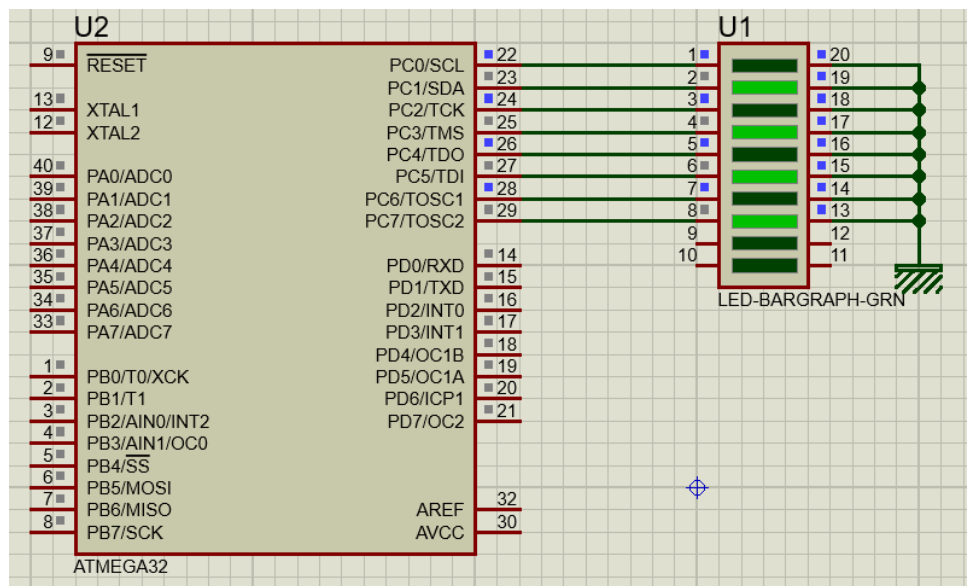 U2
U1
9 RESET
PC0/SCL 22
1
20
PC1/SDA 23
2
19
13 XTAL1
PC2/TCK 24
3
18
12 XTAL2
PC3/TMS 25
4
17
PC4/TDO 26
5
16
40 PA0/ADC0
PC5/TDI 27
6
15
39 PA1/ADC1
PC6/TOSC1 28
7
14
38 PA2/ADC2
PC7/TOSC2 29
8
13
37 PA3/ADC3
9
12
36 PA4/ADC4
PD0/RXD 14
10
11
35 PA5/ADC5
PD1/TXD 15
34 PA6/ADC6
PD2/INT0 16
LED-BARGRAPH-GRN
33 PA7/ADC7
PD3/INT1 17
PD4/OC1B 18
1 PB0/T0/XCK
PD5/OC1A 19
2 PB1/T1
PD6/ICP1 20
3 PB2/AIN0/INT2
PD7/OC2 21
4 PB3/AIN1/OC0
5 PB4/SS
6 PB5/MOSI
7 PB6/MISO
AREF 32
8 PB7/SCK
AVCC 30
ATMEGA32